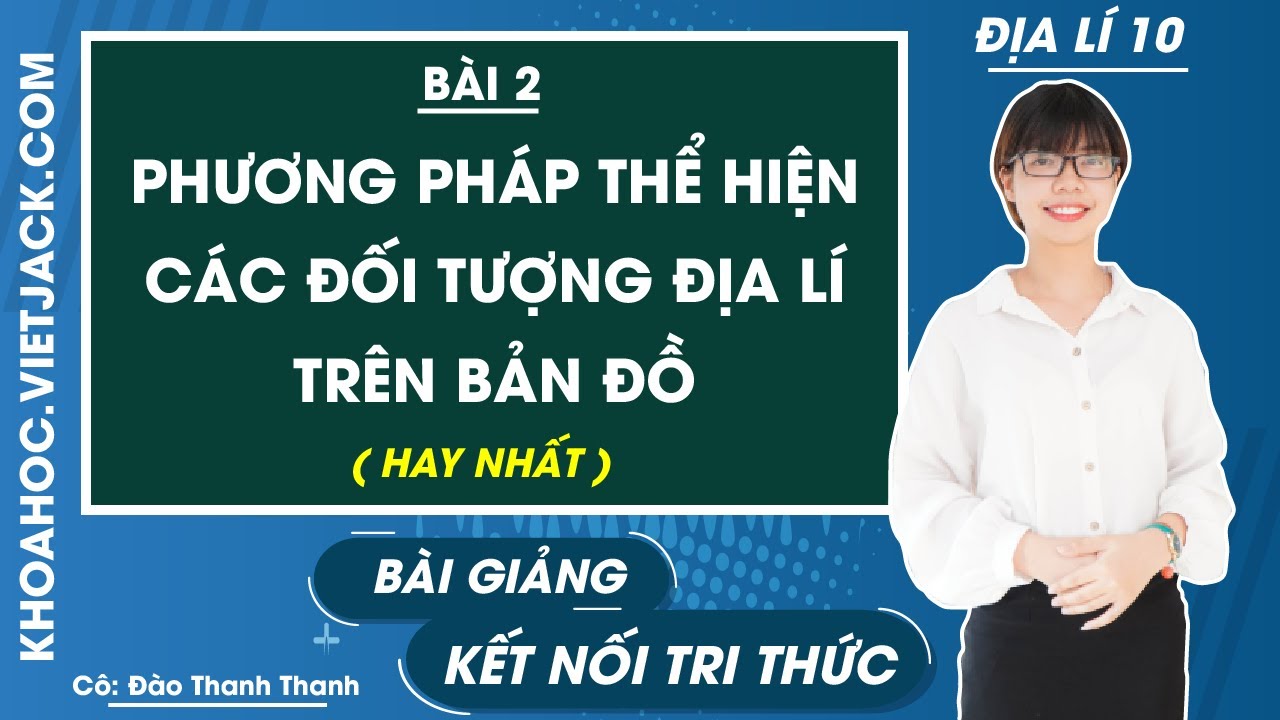 KHOAHOC.VIETJACK.COM
ĐỊA LÍ 10
BÀI 2
PHƯƠNG PHÁP THỂ HIỆN
CÁC ĐỐI TƯỢNG ĐỊA LÍ
TRÊN BẢN ĐỒ
( HAY NHẤT )
BÀI GIẢNG
KẾT NỐI TRI THỨC
Cô: Đào Thanh Thanh